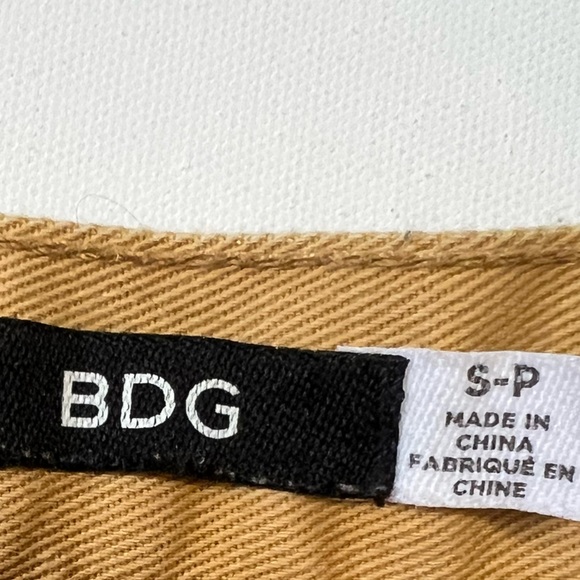 BDG
S-P
MADE IN
CHINA
FABRIQUÉ EN
CHINE